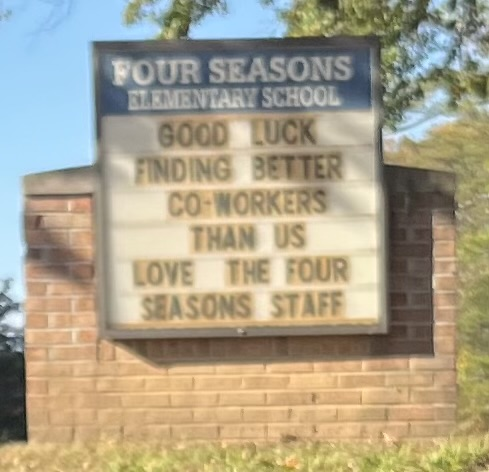 FOUR SEASONS
ELEMENTARY SCHOOL
GOOD LUCK
FINDING BETTER
CO-WORKERS
THAN US
LOVE THE FOUR
SEASONS STAFF